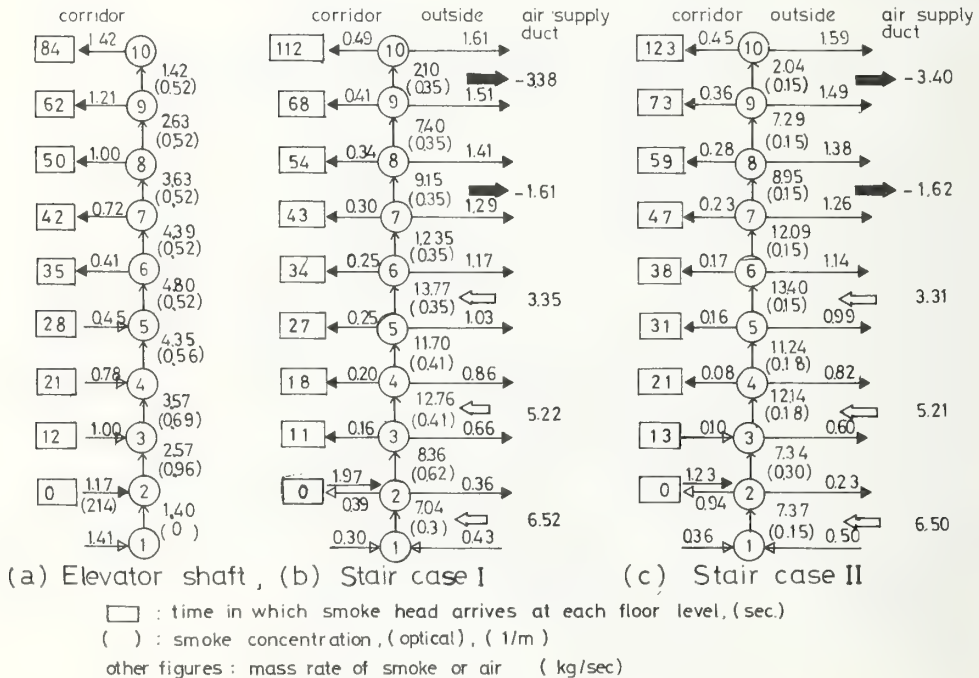 corridor corridor outside air supply duct corridor outside air supply duct
84 1.42 10 112 0.49 10 1.61 123 0.45 10 1.59
1.42 (0.52) 210 (0.35) -338 2.04 (0.15) -3.40
62 1.21 9 68 0.41 9 1.51 73 0.36 9 1.49
263 (0.52) 7.40 (0.35) 7.29 (0.15)
50 1.00 8 54 0.34 8 1.41 59 0.28 8 1.38
3.63 (0.52) 9.15 (0.35) -1.61 8.95 (0.15) -1.62
42 0.72 7 43 0.30 7 1.29 47 0.23 7 1.26
4.39 (0.52) 1,2.35 (0.35) 12.09 (0.15)
35 0.41 6 34 0.25 6 1.17 38 0.17 6 1.14
4.80 (0.52) 13.77 (0.35) 3.35 13.40 (0.15) 3.31
28 0.45 5 27 0.25 5 1.03 31 0.16 5 0.99
4.35 (0.56) 11.70 (0.41) 11.24 (0.18)
21 0.78 4 18 0.20 4 0.86 21 0.08 4 0.82
3.57 (0.69) 12.76 (0.41) 5.22 12.14 (0.18) 5.21
12 1.00 3 11 0.16 3 0.66 13 0.10 3 0.60
2.57 (0.96) 8.36 (0.62) 7.34 (0.30)
0 1.17 (2.14) 2 0 1.97 0.39 2 0.36 0 1.23 0.94 2 0.23
1.40 (0) 7.04 (0.3) 6.52 7.37 (0.15) 6.50
1.41 1 0.30 1 0.43 0.36 1 0.50
(a) Elevator shaft, (b) Stair case I (c) Stair case II
: time in which smoke head arrives at each floor level, (sec.)
( ) : smoke concentration, (optical), (1/m)
other figures : mass rate of smoke or air (kg/sec)